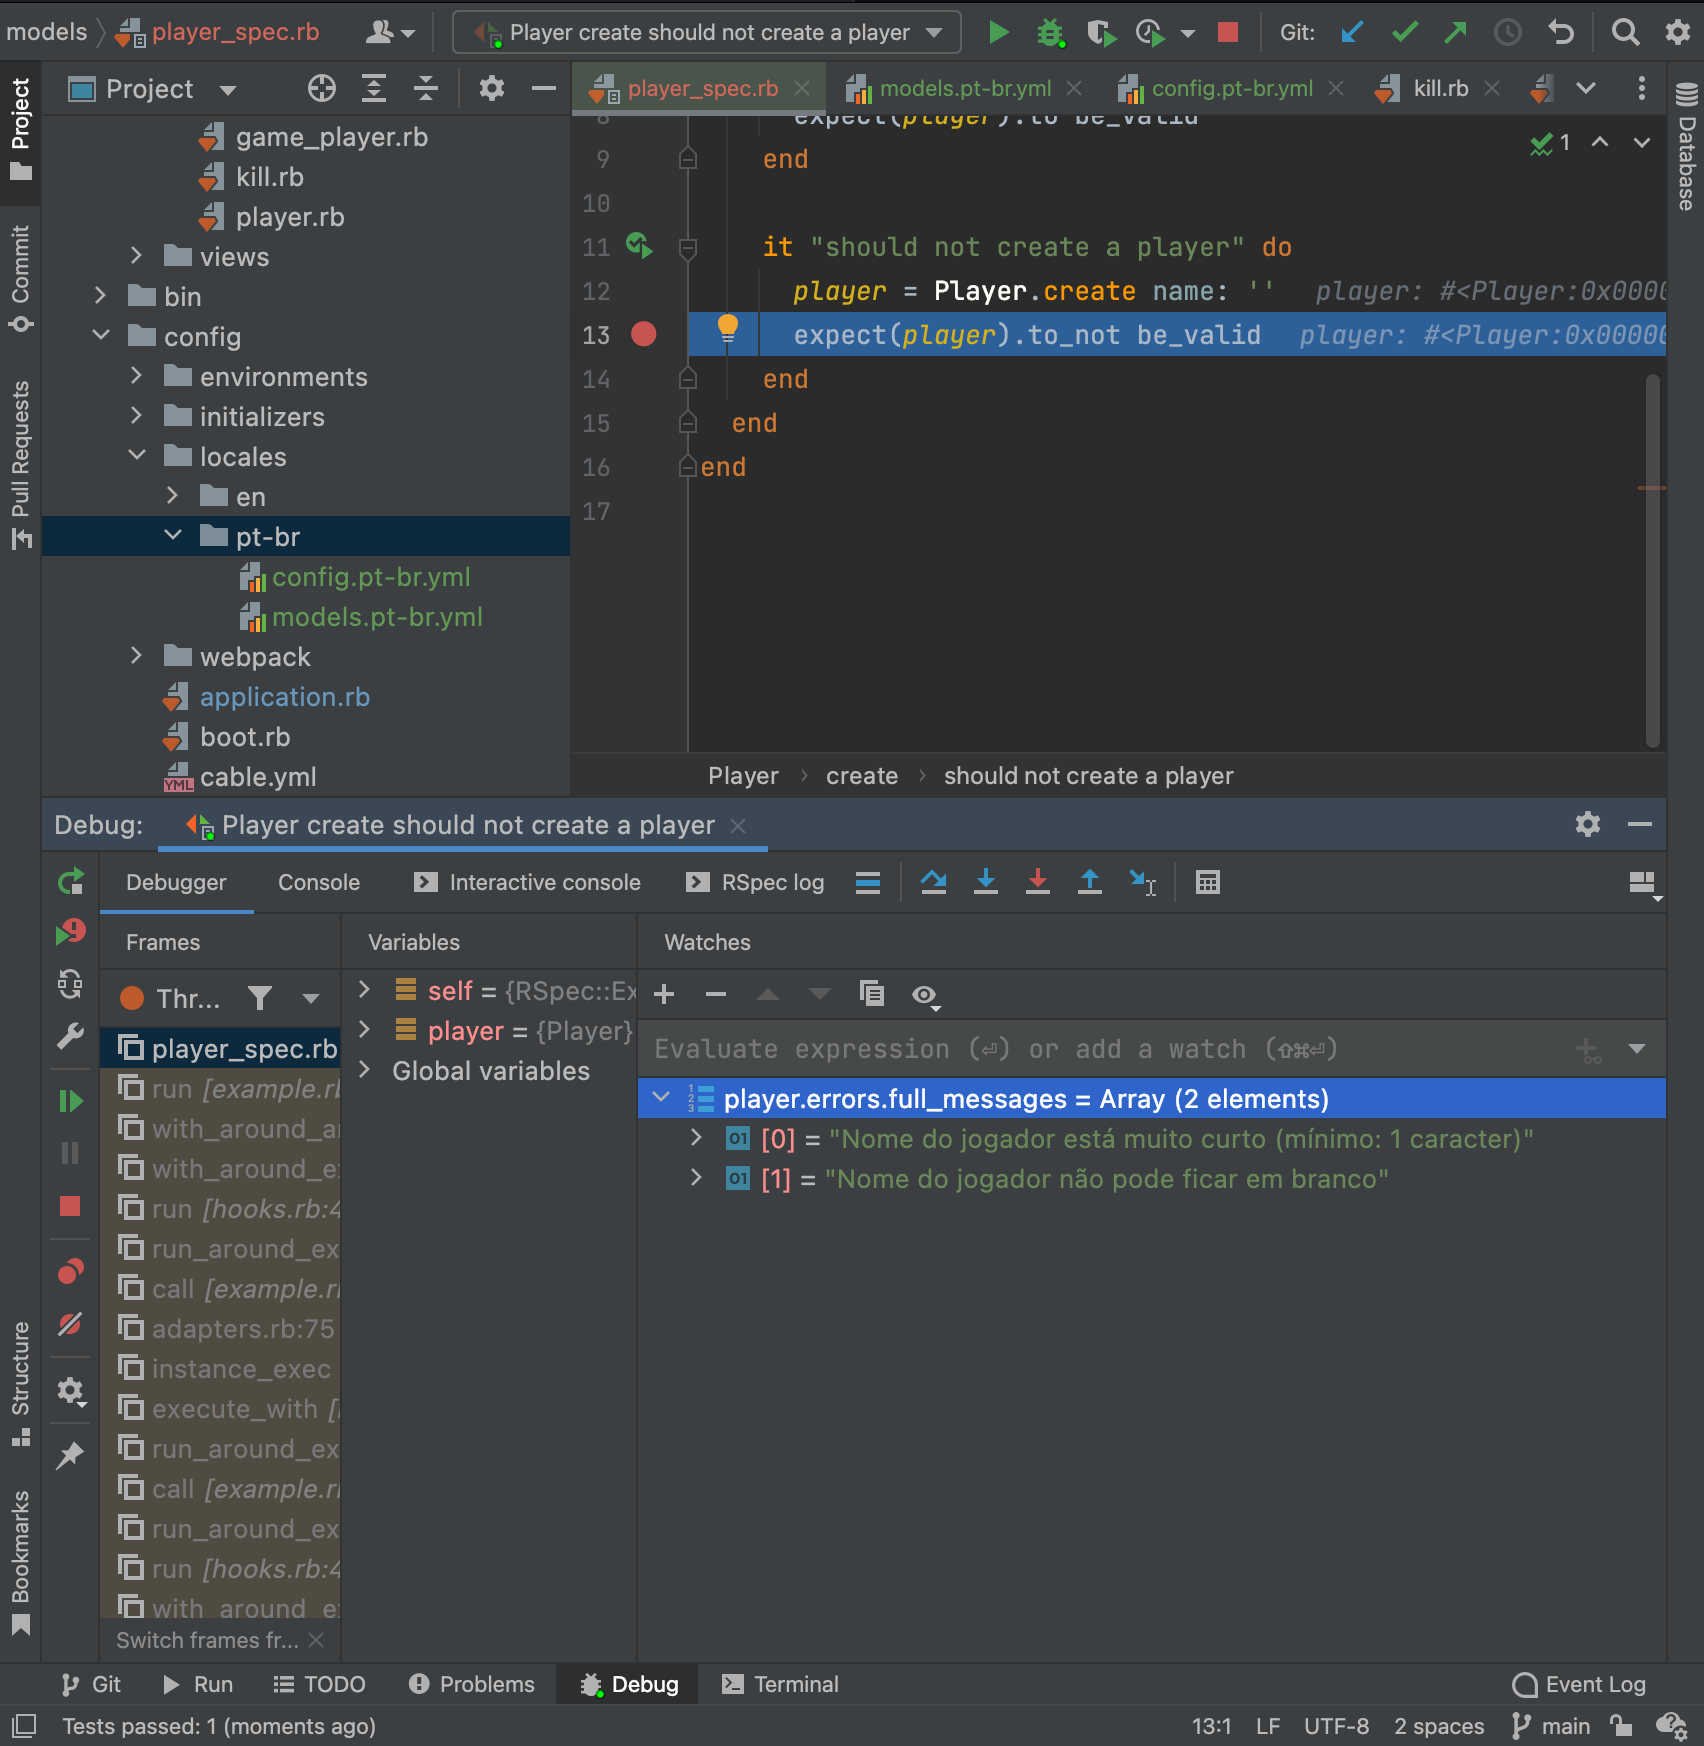 models
player_spec.rb
Player create should not create a player
Git:
Project
player_spec.rb
models.pt-br.yml
config.pt-br.yml
kill.rb
Project
Commit
Pull Requests
Structure
Bookmarks
Database
game_player.rb
kill.rb
player.rb
views
bin
config
environments
initializers
locales
en
pt-br
config.pt-br.yml
models.pt-br.yml
webpack
application.rb
boot.rb
cable.yml
1
8 expect(player).to be_valid
9 end
10
11 it "should not create a player" do
12 player = Player.create name: '' player: #<Player:0x0000
13 expect(player).to_not be_valid player: #<Player:0x00000
14 end
15 end
16 end
17
Player › create › should not create a player
Debug:
Player create should not create a player
Debugger
Console
Interactive console
RSpec log
Frames
Variables
Watches
Thr...
player_spec.rb
run [example.rb
with_around_
with_around_
run [hooks.rb:4
run_around_ex
call [example.r
adapters.rb:75
instance_exec
execute_with [
run_around_ex
call [example.r
run_around_ex
run [hooks.rb:4
with_around_
Switch frames fr...
self = {RSpec::Ex
player = {Player}
Global variables
Evaluate expression (⏎) or add a watch (⇧⌘⏎)
player.errors.full_messages = Array (2 elements)
[0] = "Nome do jogador está muito curto (mínimo: 1 caracter)"
[1] = "Nome do jogador não pode ficar em branco"
Git
Run
TODO
Problems
Debug
Terminal
Event Log
Tests passed: 1 (moments ago)
13:1
LF
UTF-8
2 spaces
main